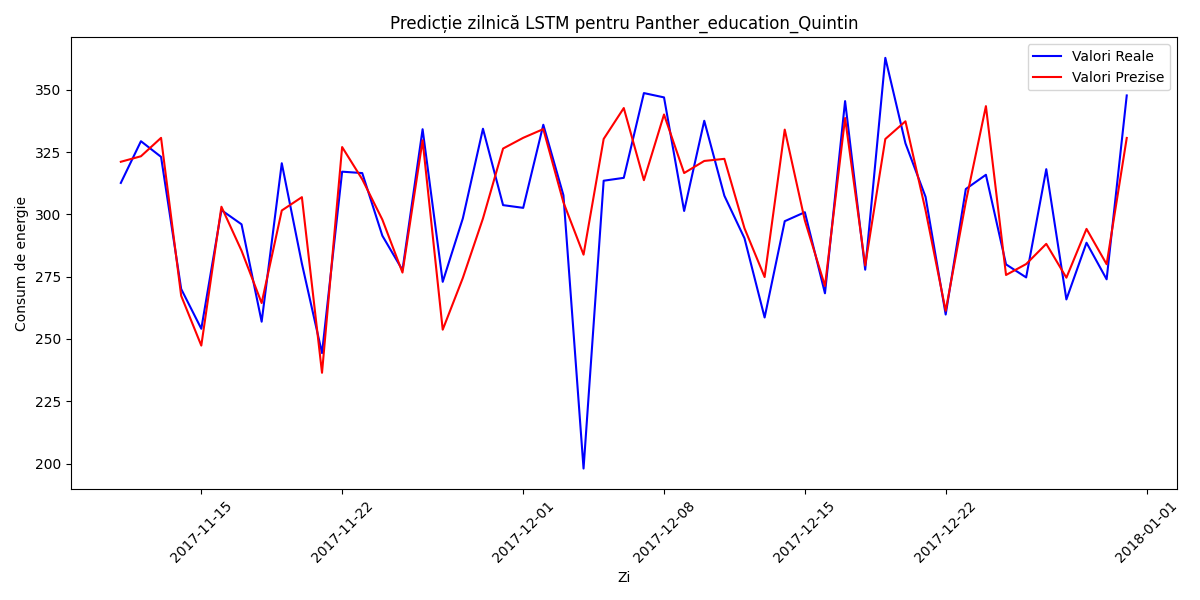 Predicție zilnică LSTM pentru Panther_education_Quintin
Valori Reale
Valori Prezise
Consum de energie
350
325
300
275
250
225
200
2017-11-15
2017-11-22
2017-12-01
2017-12-08
2017-12-15
2017-12-22
2018-01-01
Zi